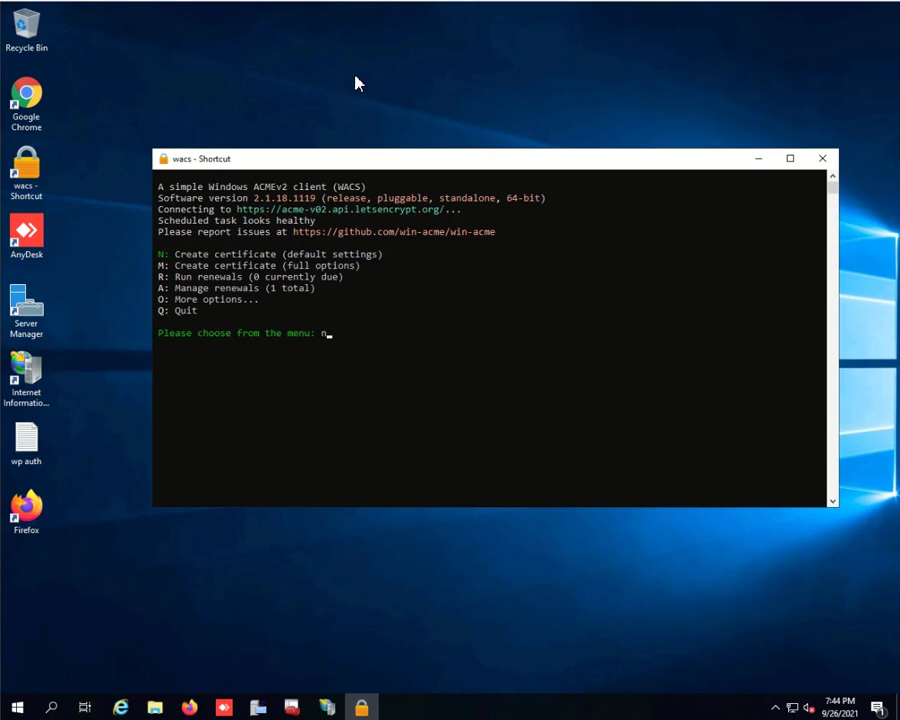 Recycle Bin
Google
Chrome
wacs -
Shortcut
AnyDesk
Server
Manager
Internet
Informatio...
wp auth
Firefox
wacs - Shortcut
A simple Windows ACMEv2 client (WACS)
Software version 2.1.18.1119 (release, pluggable, standalone, 64-bit)
Connecting to https://acme-v02.api.letsencrypt.org/...
Scheduled task looks healthy
Please report issues at https://github.com/win-acme/win-acme
N: Create certificate (default settings)
M: Create certificate (full options)
R: Run renewals (0 currently due)
A: Manage renewals (1 total)
O: More options...
Q: Quit
Please choose from the menu: n_
7:44 PM
9/26/2021
1